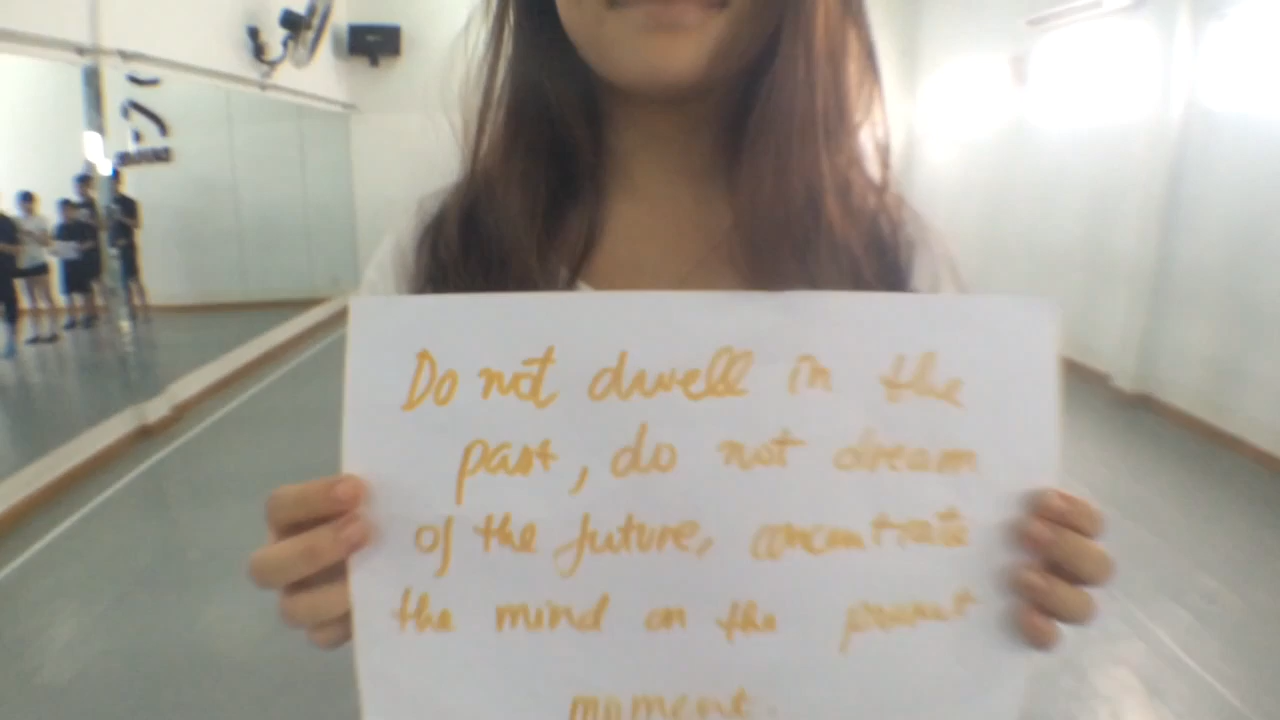 Do not dwell in the
past, do not dream
of the future, concentrate
the mind on the present
moment.